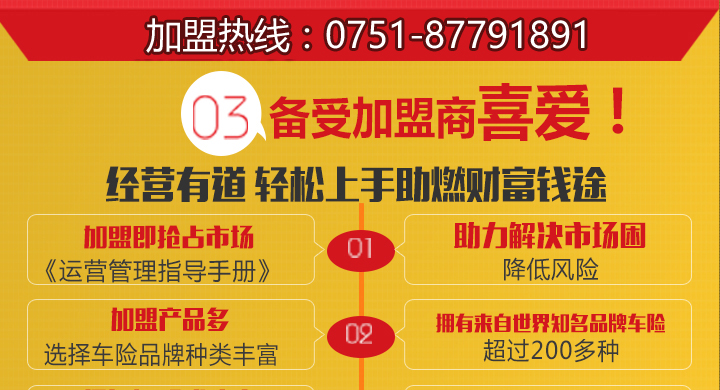 加盟热线：0751-87791891
03 备受加盟商喜爱！
经营有道 轻松上手助燃财富钱途
加盟即抢占市场
《运营管理指导手册》
01
助力解决市场困
降低风险
加盟产品多
选择车险品牌种类丰富
02
拥有来自世界知名品牌车险
超过200多种